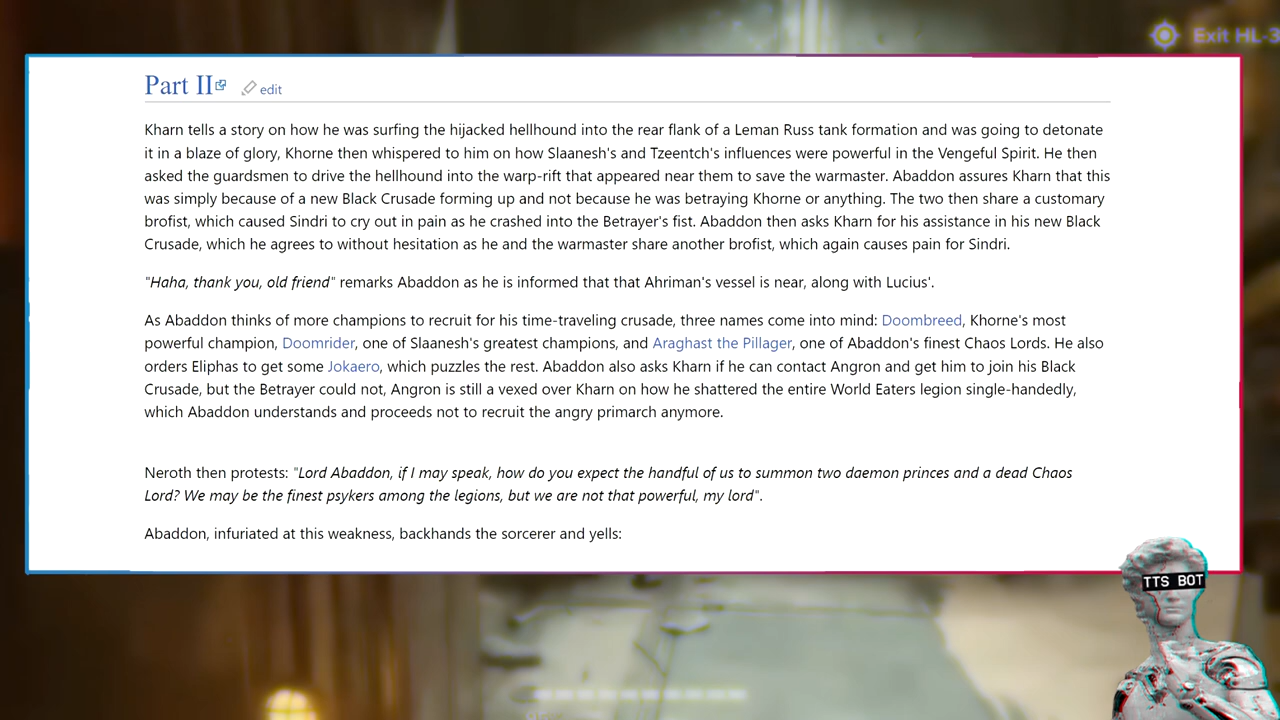 Exit HL-3
Part II edit
Kharn tells a story on how he was surfing the hijacked hellhound into the rear flank of a Leman Russ tank formation and was going to detonate
it in a blaze of glory, Khorne then whispered to him on how Slaanesh's and Tzeentch's influences were powerful in the Vengeful Spirit. He then
asked the guardsmen to drive the hellhound into the warp-rift that appeared near them to save the warmaster. Abaddon assures Kharn that this
was simply because of a new Black Crusade forming up and not because he was betraying Khorne or anything. The two then share a customary
brofist, which caused Sindri to cry out in pain as he crashed into the Betrayer's fist. Abaddon then asks Kharn for his assistance in his new Black
Crusade, which he agrees to without hesitation as he and the warmaster share another brofist, which again causes pain for Sindri.
"Haha, thank you, old friend" remarks Abaddon as he is informed that that Ahriman's vessel is near, along with Lucius'.
As Abaddon thinks of more champions to recruit for his time-traveling crusade, three names come into mind: Doombreed, Khorne's most
powerful champion, Doomrider, one of Slaanesh's greatest champions, and Araghast the Pillager, one of Abaddon's finest Chaos Lords. He also
orders Eliphas to get some Jokaero, which puzzles the rest. Abaddon also asks Kharn if he can contact Angron and get him to join his Black
Crusade, but the Betrayer could not, Angron is still a vexed over Kharn on how he shattered the entire World Eaters legion single-handedly,
which Abaddon understands and proceeds not to recruit the angry primarch anymore.
Neroth then protests: "Lord Abaddon, if I may speak, how do you expect the handful of us to summon two daemon princes and a dead Chaos
Lord? We may be the finest psykers among the legions, but we are not that powerful, my lord".
Abaddon, infuriated at this weakness, backhands the sorcerer and yells:
TTS BOT